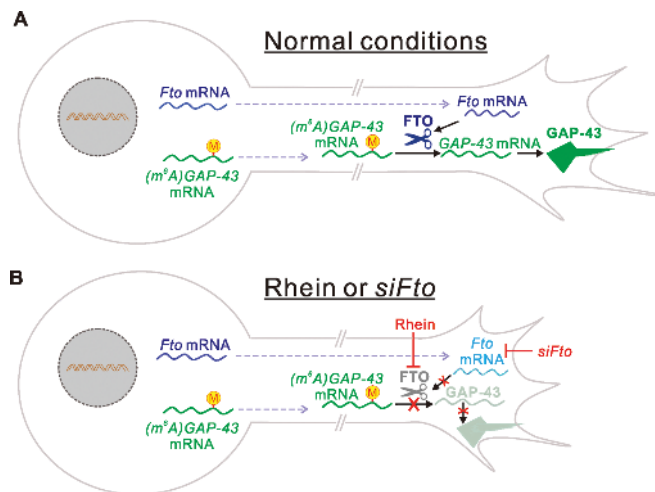 A
Normal conditions
Fto mRNA
Fto mRNA
FTO
(m⁶A)GAP-43
mRNA
M
GAP-43 mRNA
GAP-43
M
(m⁶A)GAP-43
mRNA
B
Rhein or siFto
Rhein
Fto mRNA
Fto
mRNA
siFto
FTO
(m⁶A)GAP-43
mRNA
M
GAP-43
M
(m⁶A)GAP-43
mRNA